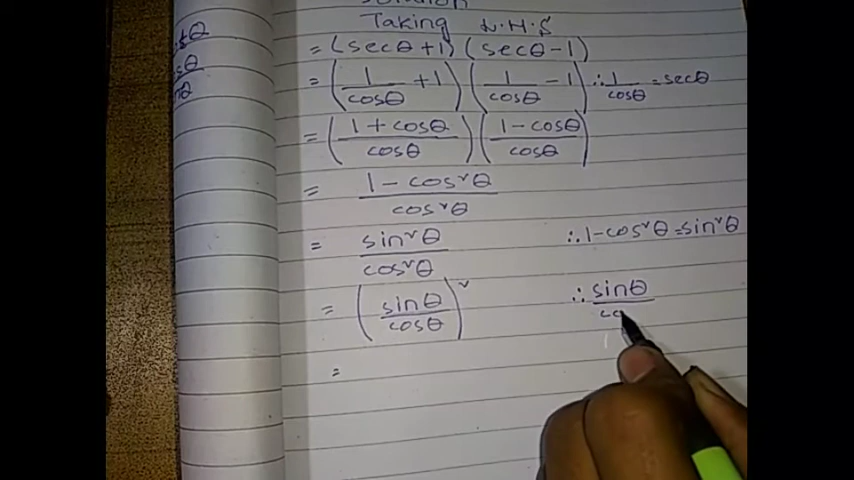 Taking L.H.S
= (secθ + 1) (secθ - 1)
= (1/cosθ + 1) (1/cosθ - 1) ∴ 1/cosθ = secθ
= (1 + cosθ/cosθ) (1 - cosθ/cosθ)
= 1 - cos²θ/cos²θ
= sin²θ/cos²θ ∴ 1 - cos²θ = sin²θ
= (sinθ/cosθ)² ∴ sinθ/co
=